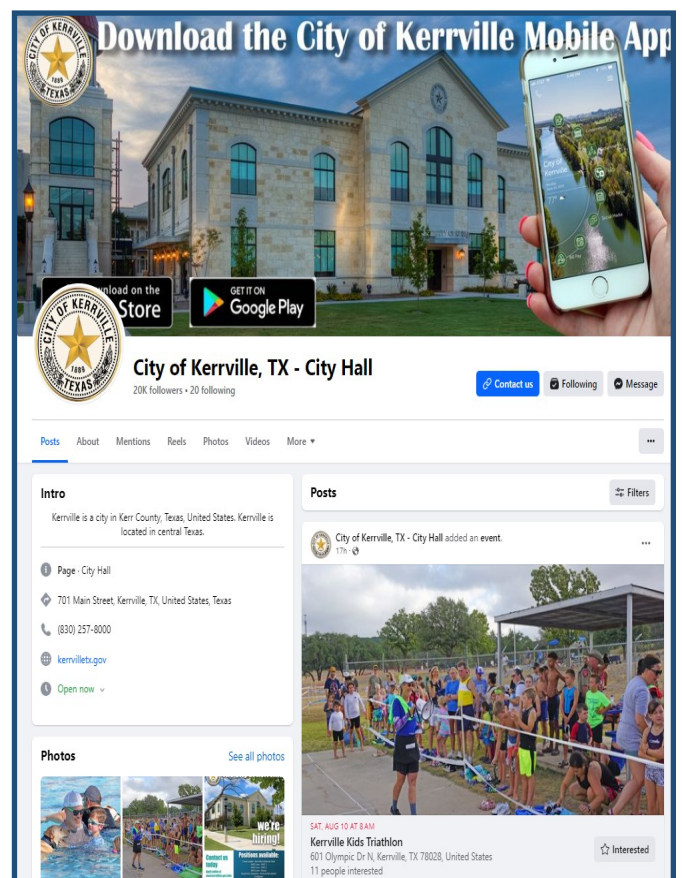 Download the City of Kerrville Mobile App
CITY OF KERRVILLE
1889
TEXAS
City of
Kerrville
Download on the
Store
GET IT ON
Google Play
CITY OF KERRVILLE
1889
TEXAS
City of Kerrville, TX - City Hall
20K followers • 20 following
Contact us
Following
Message
Posts
About
Mentions
Reels
Photos
Videos
More
Intro
Kerrville is a city in Kerr County, Texas, United States. Kerrville is
located in central Texas.
Page · City Hall
701 Main Street, Kerrville, TX, United States, Texas
(830) 257-8000
kerrvilletx.gov
Open now
Photos
See all photos
we're
hiring!
Contact us
today
Positions available:
Posts
Filters
City of Kerrville, TX - City Hall added an event.
17h ·
SAT, AUG 10 AT 8 AM
Kerrville Kids Triathlon
601 Olympic Dr N, Kerrville, TX 78028, United States
11 people interested
Interested